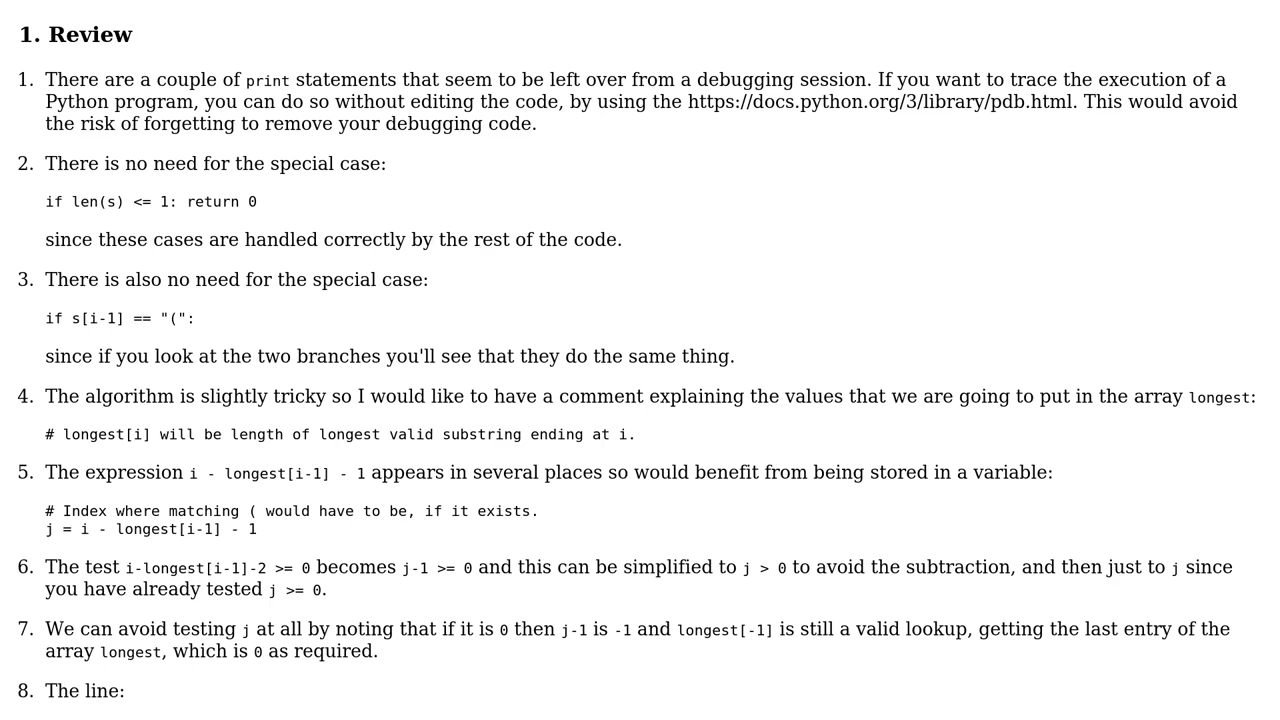 1. Review
1. There are a couple of print statements that seem to be left over from a debugging session. If you want to trace the execution of a
Python program, you can do so without editing the code, by using the https://docs.python.org/3/library/pdb.html. This would avoid
the risk of forgetting to remove your debugging code.
2. There is no need for the special case:
if len(s) <= 1: return 0
since these cases are handled correctly by the rest of the code.
3. There is also no need for the special case:
if s[i-1] == "(":
since if you look at the two branches you'll see that they do the same thing.
4. The algorithm is slightly tricky so I would like to have a comment explaining the values that we are going to put in the array longest:
# longest[i] will be length of longest valid substring ending at i.
5. The expression i - longest[i-1] - 1 appears in several places so would benefit from being stored in a variable:
# Index where matching ( would have to be, if it exists.
j = i - longest[i-1] - 1
6. The test i-longest[i-1]-2 >= 0 becomes j-1 >= 0 and this can be simplified to j > 0 to avoid the subtraction, and then just to j since
you have already tested j >= 0.
7. We can avoid testing j at all by noting that if it is 0 then j-1 is -1 and longest[-1] is still a valid lookup, getting the last entry of the
array longest, which is 0 as required.
8. The line: